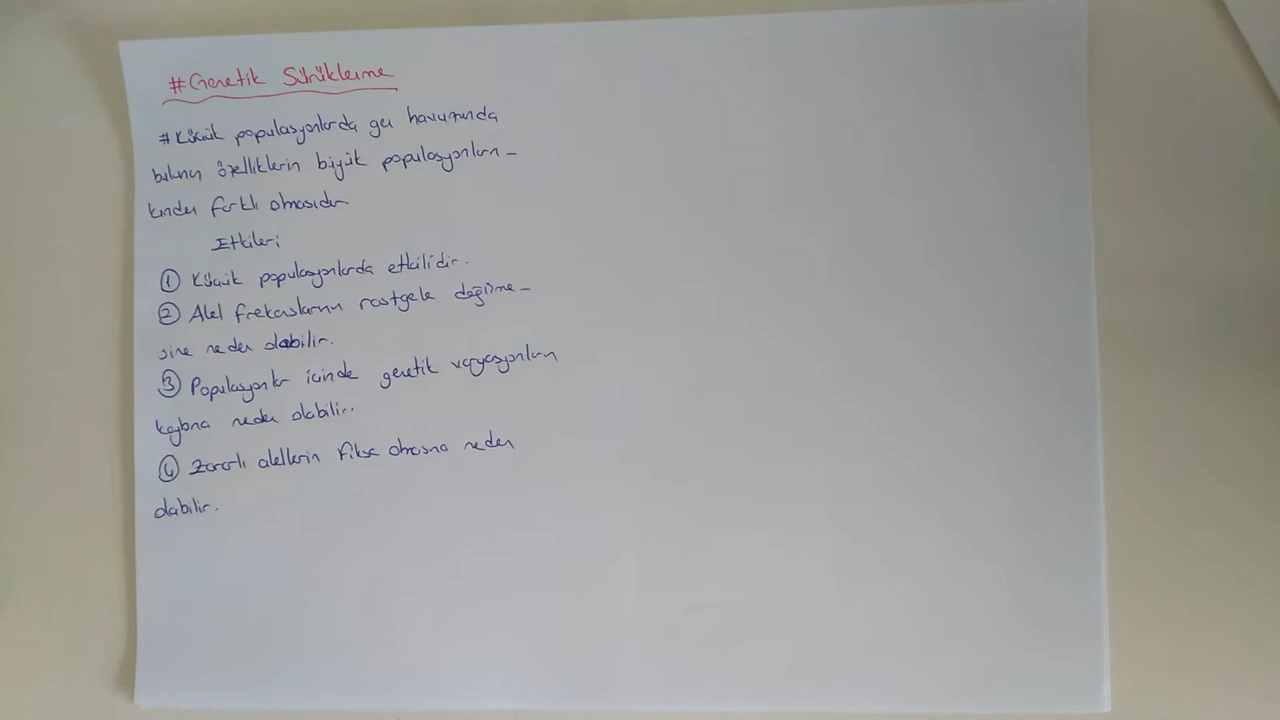 #Genetik Sürüklenme
#Küçük populasyonlarda gen havuzunda
bulunan özelliklerin büyük populasyonların-
kinden farklı olmasıdır
Etkileri
① Küçük populasyonlarda etkilidir.
② Alel frekanslarının rastgele değişme-
sine neden olabilir.
③ Populasyonlar içinde genetik varyasyonların
kaybına neden olabilir.
④ Zararlı alellerin fikse olmasına neden
olabilir.